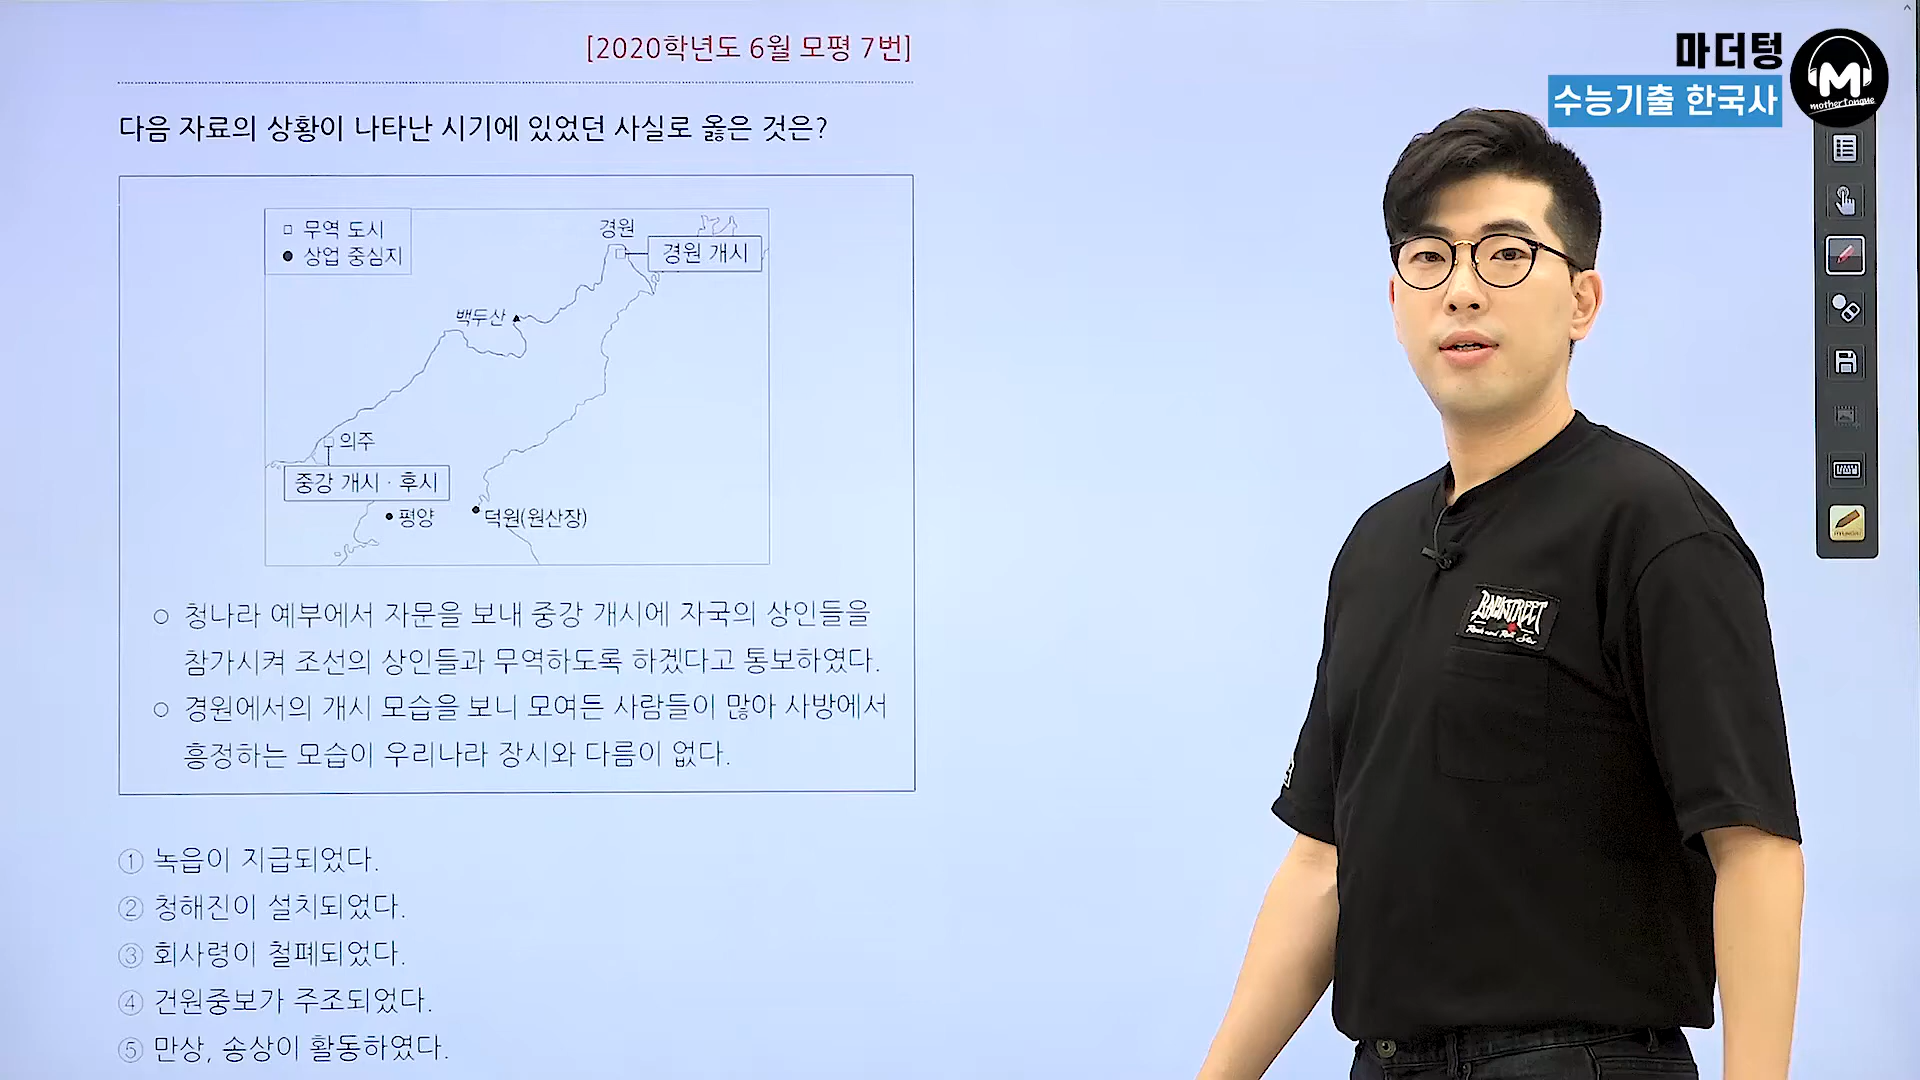 [2020학년도 6월 모평 7번]
마더텅
수능기출 한국사
M
mothertongue
다음 자료의 상황이 나타난 시기에 있었던 사실로 옳은 것은?
□ 무역 도시
● 상업 중심지
경원
경원 개시
백두산
의주
중강 개시 · 후시
평양
덕원(원산장)
○ 청나라 예부에서 자문을 보내 중강 개시에 자국의 상인들을
참가시켜 조선의 상인들과 무역하도록 하겠다고 통보하였다.
○ 경원에서의 개시 모습을 보니 모여든 사람들이 많아 사방에서
흥정하는 모습이 우리나라 장시와 다름이 없다.
① 녹읍이 지급되었다.
② 청해진이 설치되었다.
③ 회사령이 철폐되었다.
④ 건원중보가 주조되었다.
⑤ 만상, 송상이 활동하였다.